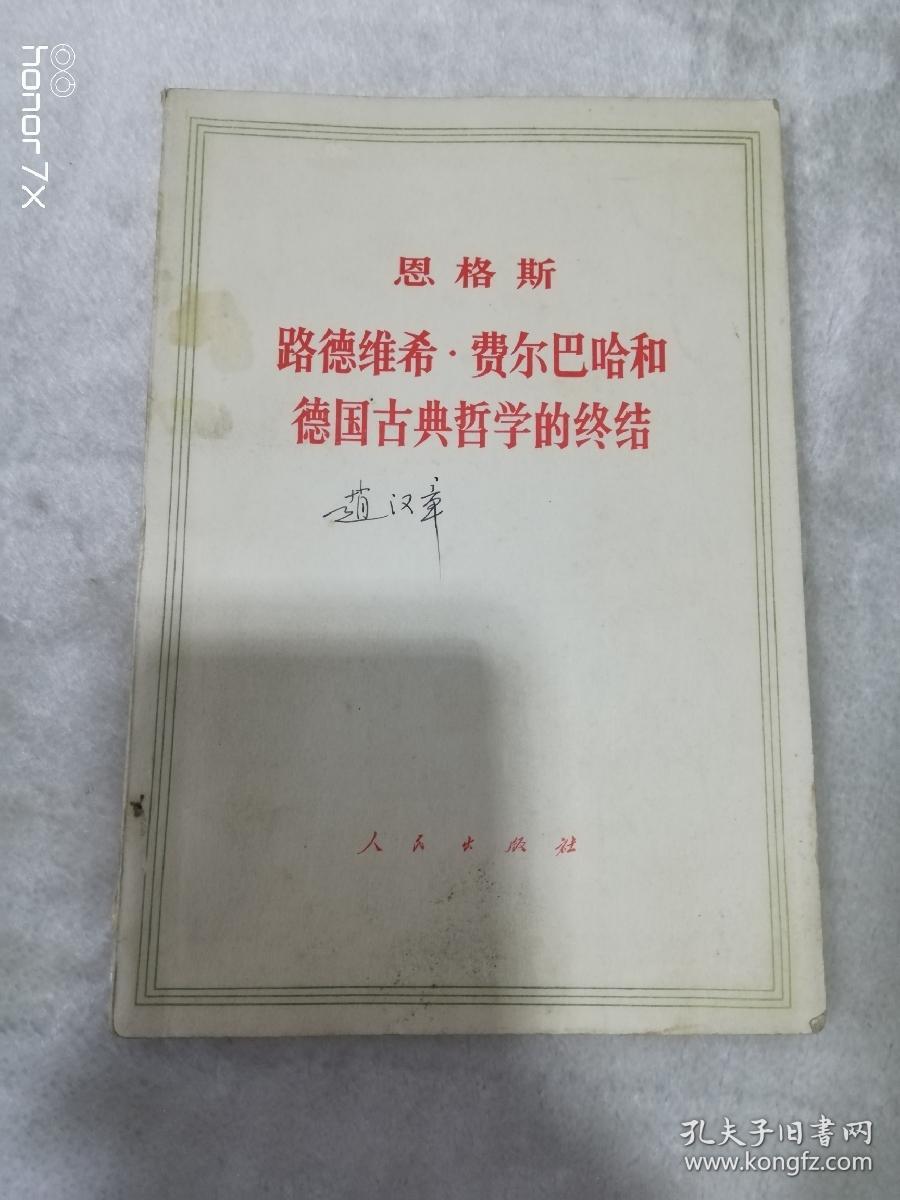 honor 7X
恩格斯
路德维希·费尔巴哈和
德国古典哲学的终结
趙汉章
人民出版社
孔夫子旧書网
www.kongfz.com